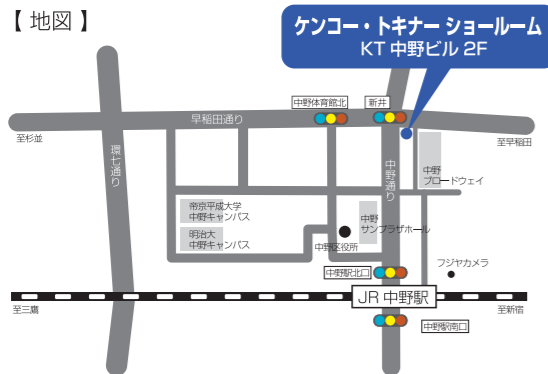 【 地図 】
ケンコー・トキナー ショールーム
KT 中野ビル 2F
中野体育館北
新井
早稲田通り
至杉並
至早稲田
環七通り
中野通り
中野
ブロードウェイ
帝京平成大学
中野キャンパス
明治大
中野キャンパス
中野
サンプラザホール
中野区役所
中野駅北口
フジヤカメラ
JR 中野駅
至三鷹
至新宿
中野駅南口